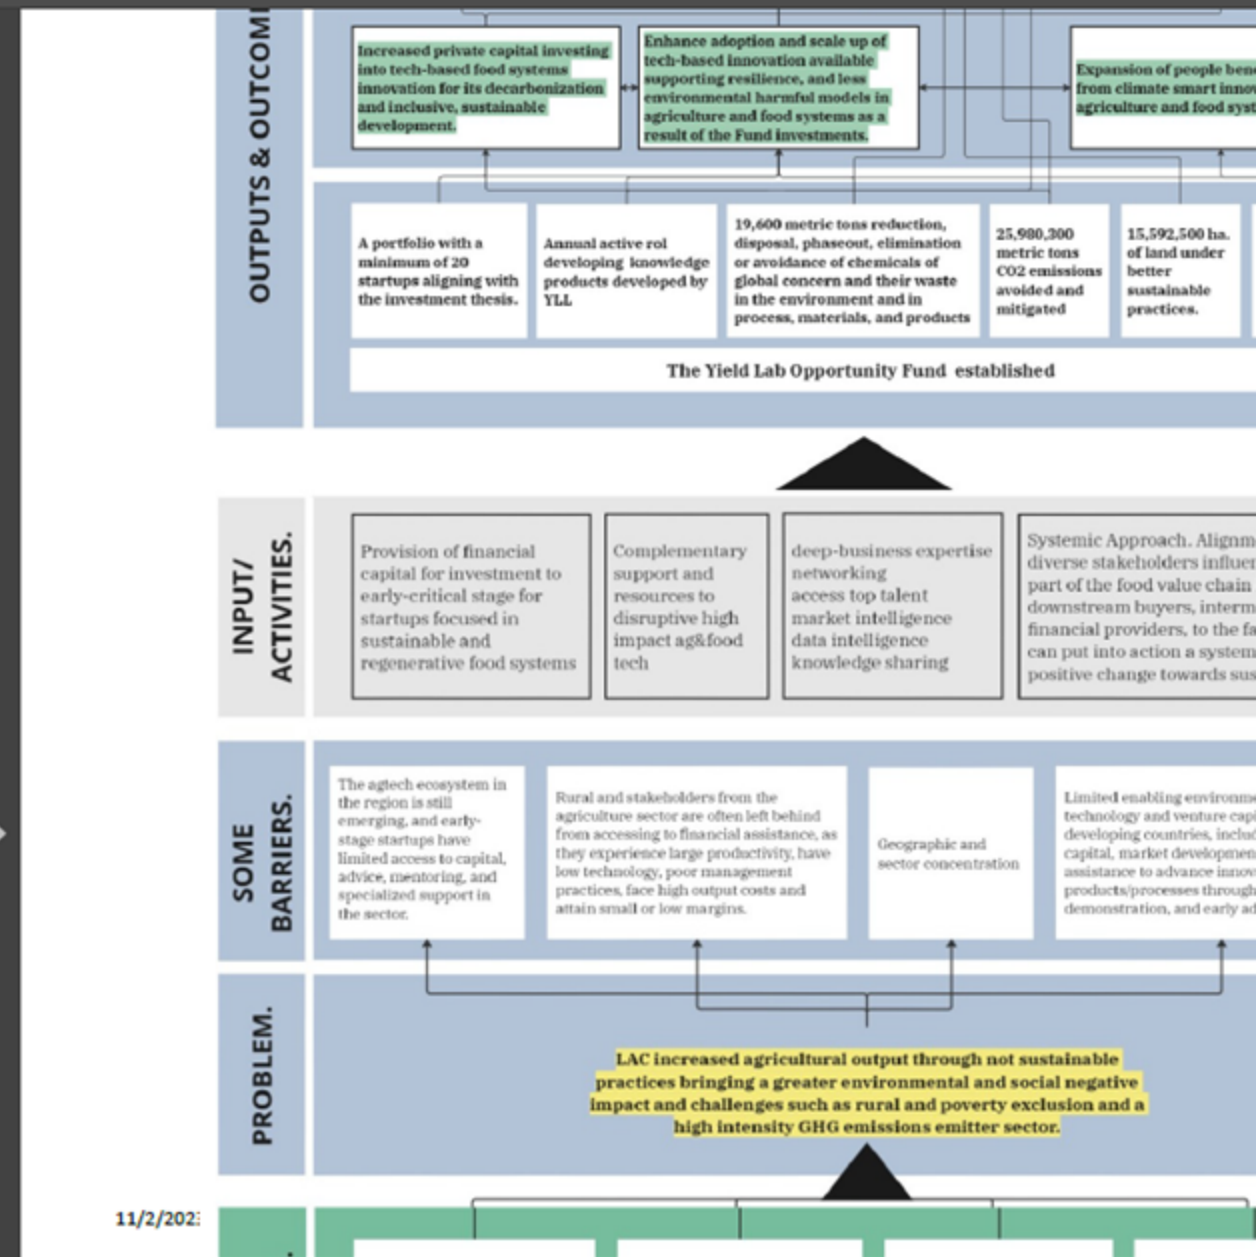 OUTPUTS & OUTCOM
Increased private capital investing
into tech-based food systems
innovation for its decarbonization
and inclusive, sustainable
development.
Enhance adoption and scale up of
tech-based innovation available
supporting resilience, and less
environmental harmful models in
agriculture and food systems as a
result of the Fund investments.
Expansion of people ben
from climate smart inno
agriculture and food syst
A portfolio with a
minimum of 20
startups aligning with
the investment thesis.
Annual active rol
developing knowledge
products developed by
YLL
19,600 metric tons reduction,
disposal, phaseout, elimination
or avoidance of chemicals of
global concern and their waste
in the environment and in
process, materials, and products
25,980,300
metric tons
CO2 emissions
avoided and
mitigated
15,592,500 ha.
of land under
better
sustainable
practices.
The Yield Lab Opportunity Fund established
INPUT/
ACTIVITIES.
Provision of financial
capital for investment to
early-critical stage for
startups focused in
sustainable and
regenerative food systems
Complementary
support and
resources to
disruptive high
impact ag&food
tech
deep-business expertise
networking
access top talent
market intelligence
data intelligence
knowledge sharing
Systemic Approach. Alignm
diverse stakeholders influen
part of the food value chain
downstream buyers, interm
financial providers, to the fa
can put into action a system
positive change towards sus
SOME
BARRIERS.
The agtech ecosystem in
the region is still
emerging, and early-
stage startups have
limited access to capital,
advice, mentoring, and
specialized support in
the sector.
Rural and stakeholders from the
agriculture sector are often left behind
from accessing to financial assistance, as
they experience large productivity, have
low technology, poor management
practices, face high output costs and
attain small or low margins.
Geographic and
sector concentration
Limited enabling environme
technology and venture capi
developing countries, includ
capital, market developmen
assistance to advance innov
products/processes through
demonstration, and early ad
PROBLEM.
LAC increased agricultural output through not sustainable
practices bringing a greater environmental and social negative
impact and challenges such as rural and poverty exclusion and a
high intensity GHG emissions emitter sector.
11/2/2023